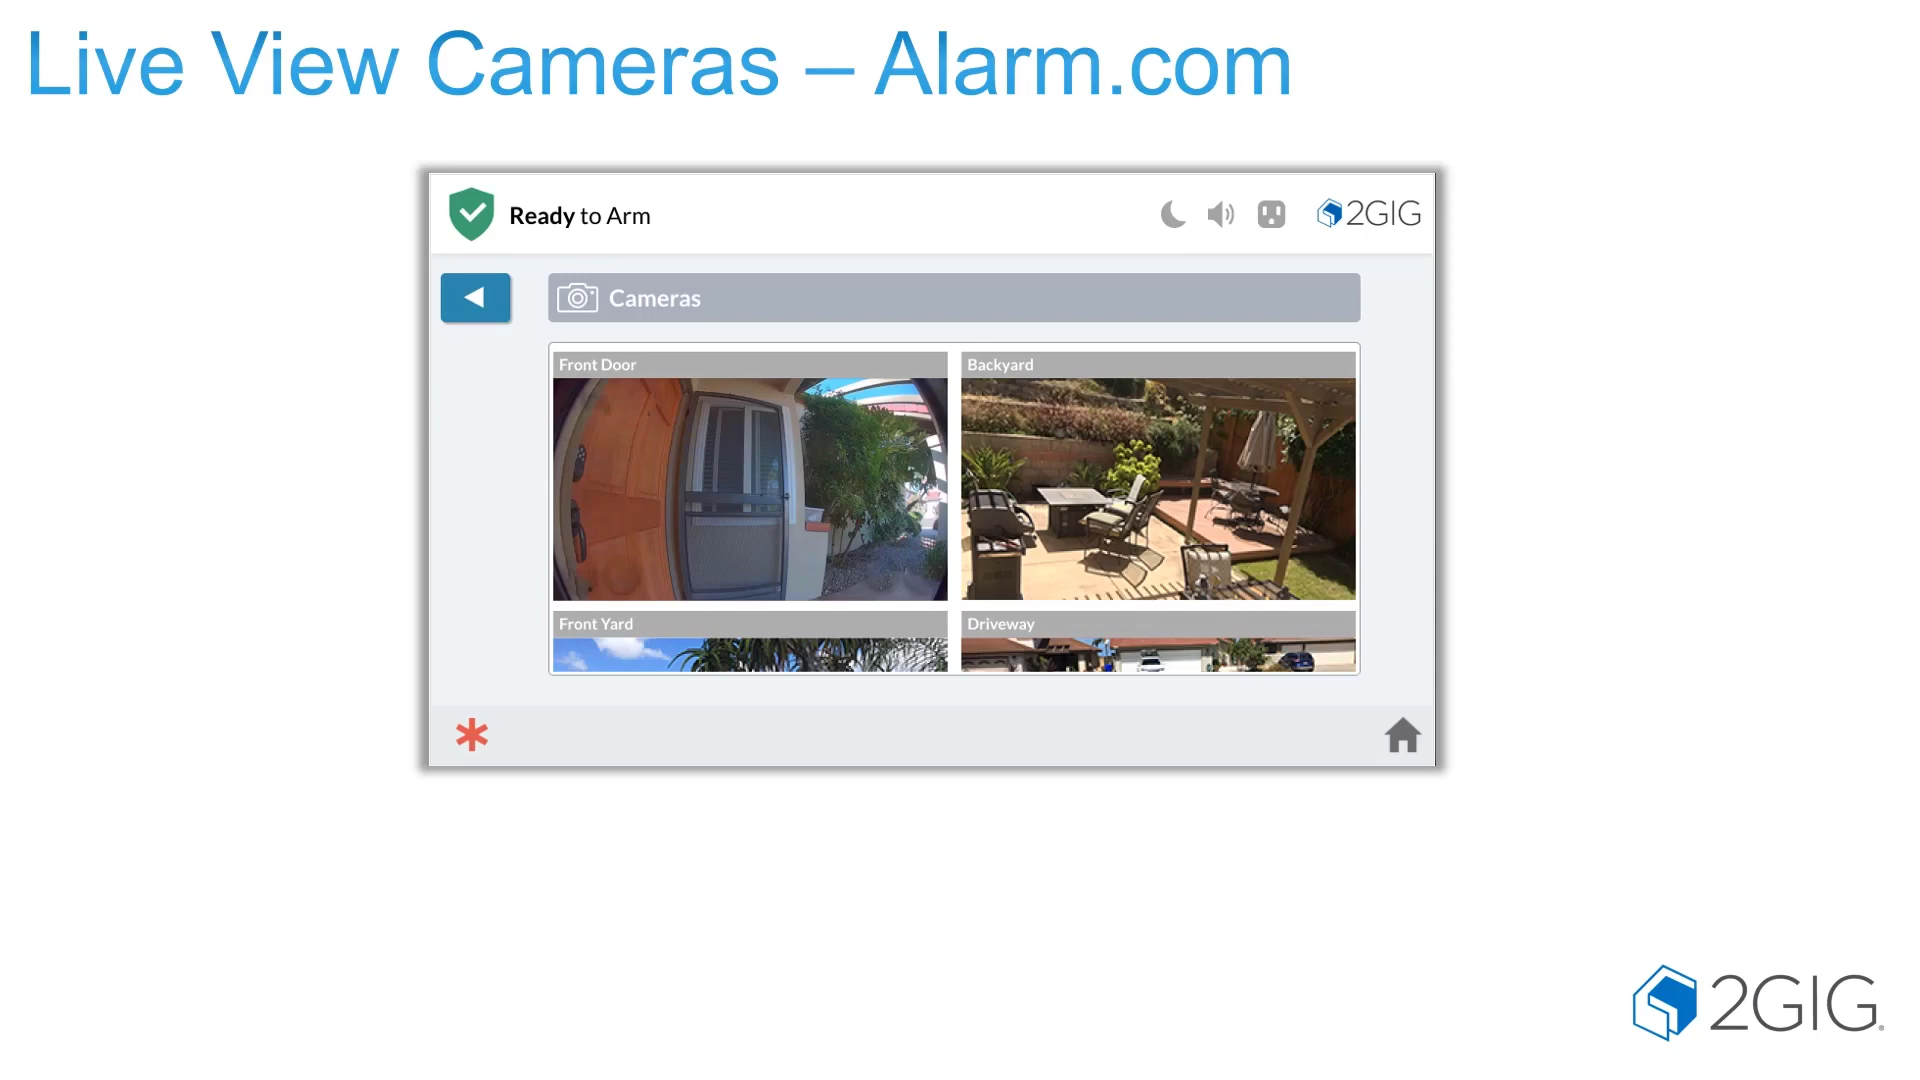 Live View Cameras – Alarm.com
Ready to Arm
2GIG
Cameras
Front Door
Backyard
Front Yard
Driveway
2GIG®